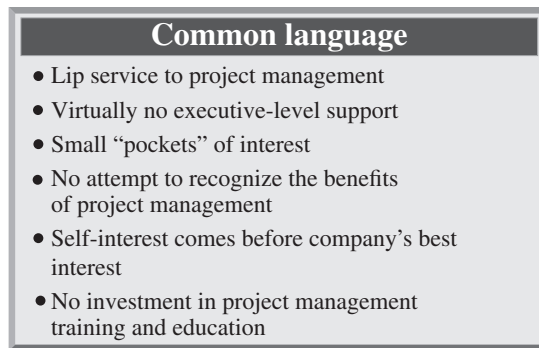 Common language
• Lip service to project management
• Virtually no executive-level support
• Small “pockets” of interest
• No attempt to recognize the benefits
of project management
• Self-interest comes before company’s best
interest
• No investment in project management
training and education